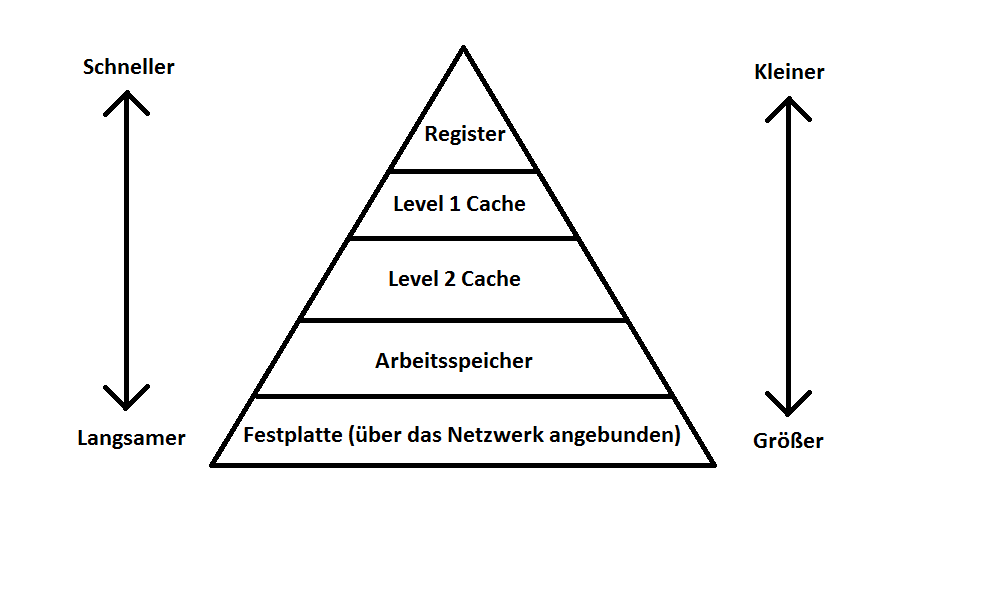 Schneller
Kleiner
Register
Level 1 Cache
Level 2 Cache
Arbeitsspeicher
Festplatte (über das Netzwerk angebunden)
Langsamer
Größer